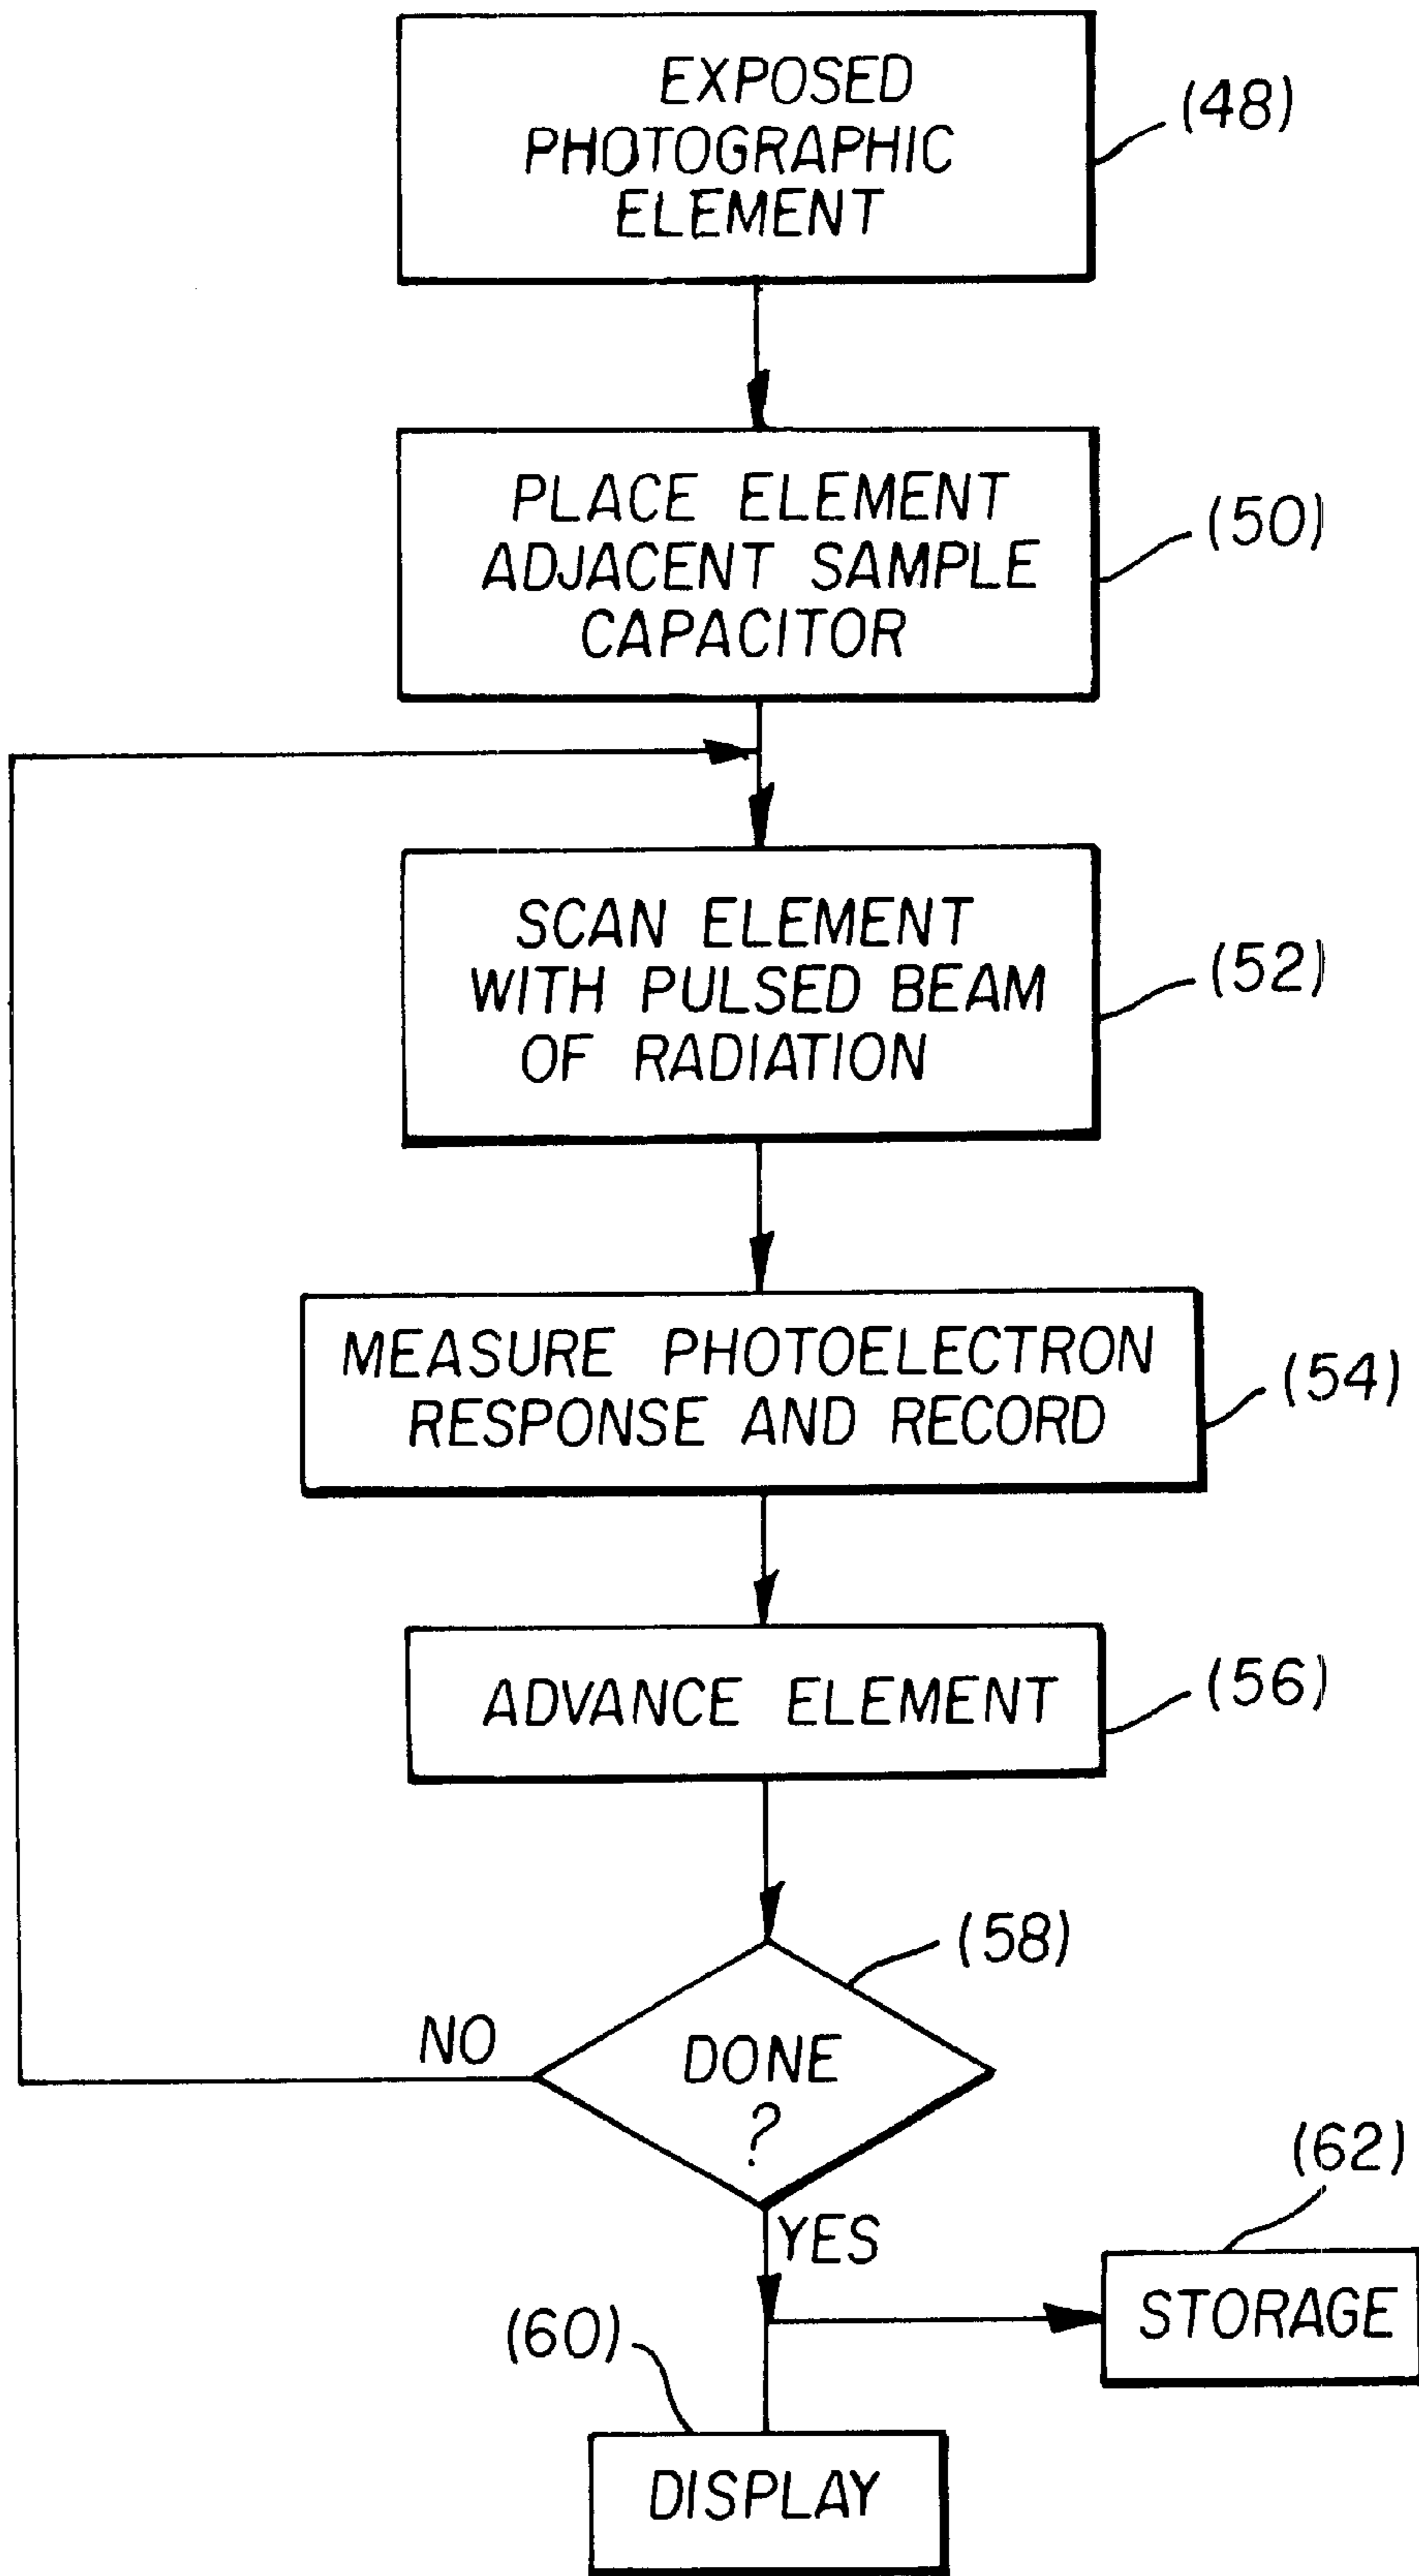 EXPOSED
PHOTOGRAPHIC
ELEMENT
(48)
PLACE ELEMENT
ADJACENT SAMPLE
CAPACITOR
(50)
SCAN ELEMENT
WITH PULSED BEAM
OF RADIATION
(52)
MEASURE PHOTOELECTRON
RESPONSE AND RECORD
(54)
ADVANCE ELEMENT
(56)
(58)
NO
DONE
?
YES
(62)
STORAGE
(60)
DISPLAY